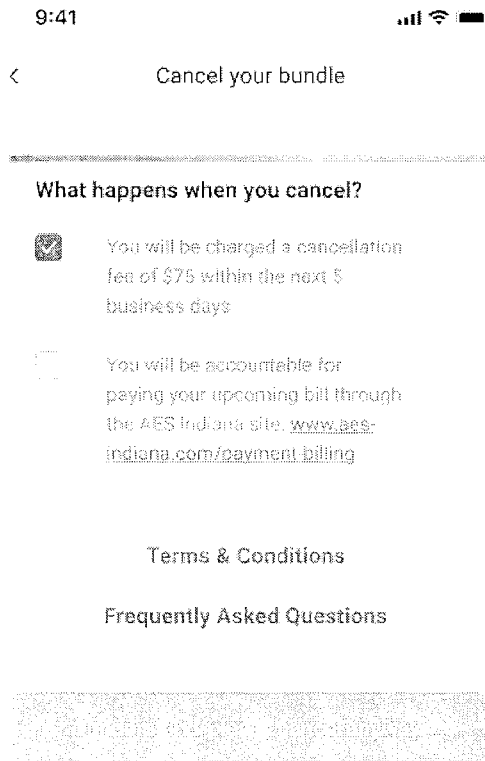 9:41
Cancel your bundle
What happens when you cancel?
You will be charged a cancellation
fee of $75 within the next 5
business days
You will be accountable for
paying your upcoming bill through
the AES Indiana site. www.aes-
indiana.com/payment-billing
Terms & Conditions
Frequently Asked Questions